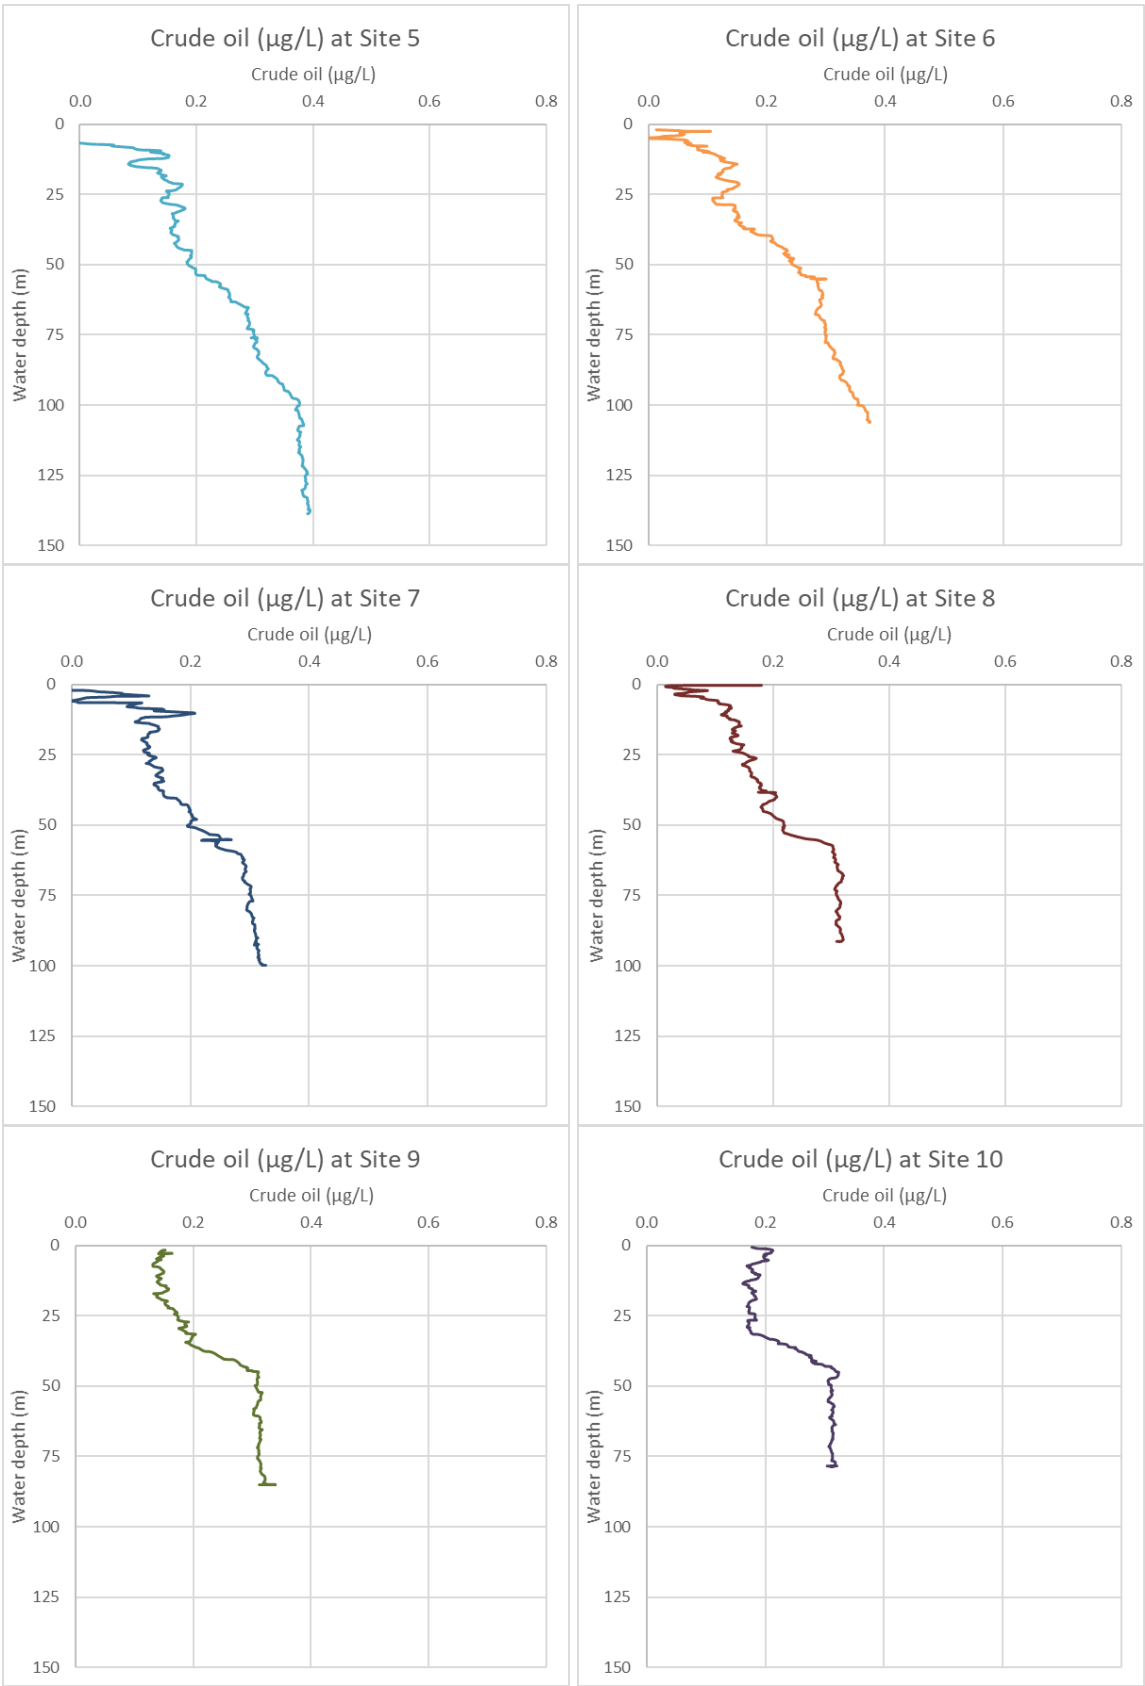 Crude oil (µg/L) at Site 5
Crude oil (µg/L)
0.0 0.2 0.4 0.6 0.8
0
25
50
75
100
125
150
Water depth (m)
Crude oil (µg/L) at Site 6
Crude oil (µg/L)
0.0 0.2 0.4 0.6 0.8
0
25
50
75
100
125
150
Water depth (m)
Crude oil (µg/L) at Site 7
Crude oil (µg/L)
0.0 0.2 0.4 0.6 0.8
0
25
50
75
100
125
150
Water depth (m)
Crude oil (µg/L) at Site 8
Crude oil (µg/L)
0.0 0.2 0.4 0.6 0.8
0
25
50
75
100
125
150
Water depth (m)
Crude oil (µg/L) at Site 9
Crude oil (µg/L)
0.0 0.2 0.4 0.6 0.8
0
25
50
75
100
125
150
Water depth (m)
Crude oil (µg/L) at Site 10
Crude oil (µg/L)
0.0 0.2 0.4 0.6 0.8
0
25
50
75
100
125
150
Water depth (m)